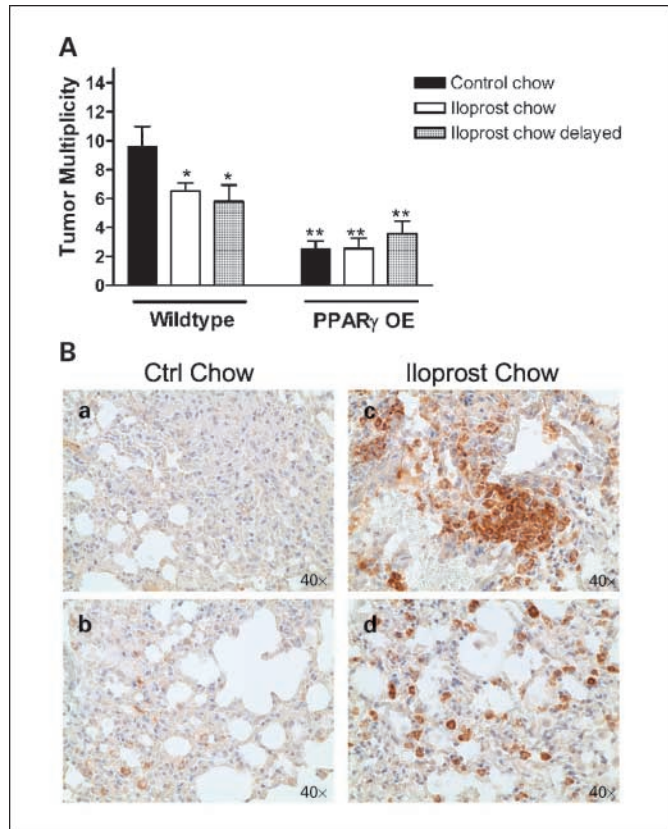 A
Tumor Multiplicity
14
12
10
8
6
4
2
0
* *
** ** **
Wildtype
PPARγ OE
Control chow
Iloprost chow
Iloprost chow delayed
B
Ctrl Chow
Iloprost Chow
a
40×
c
40×
b
40×
d
40×